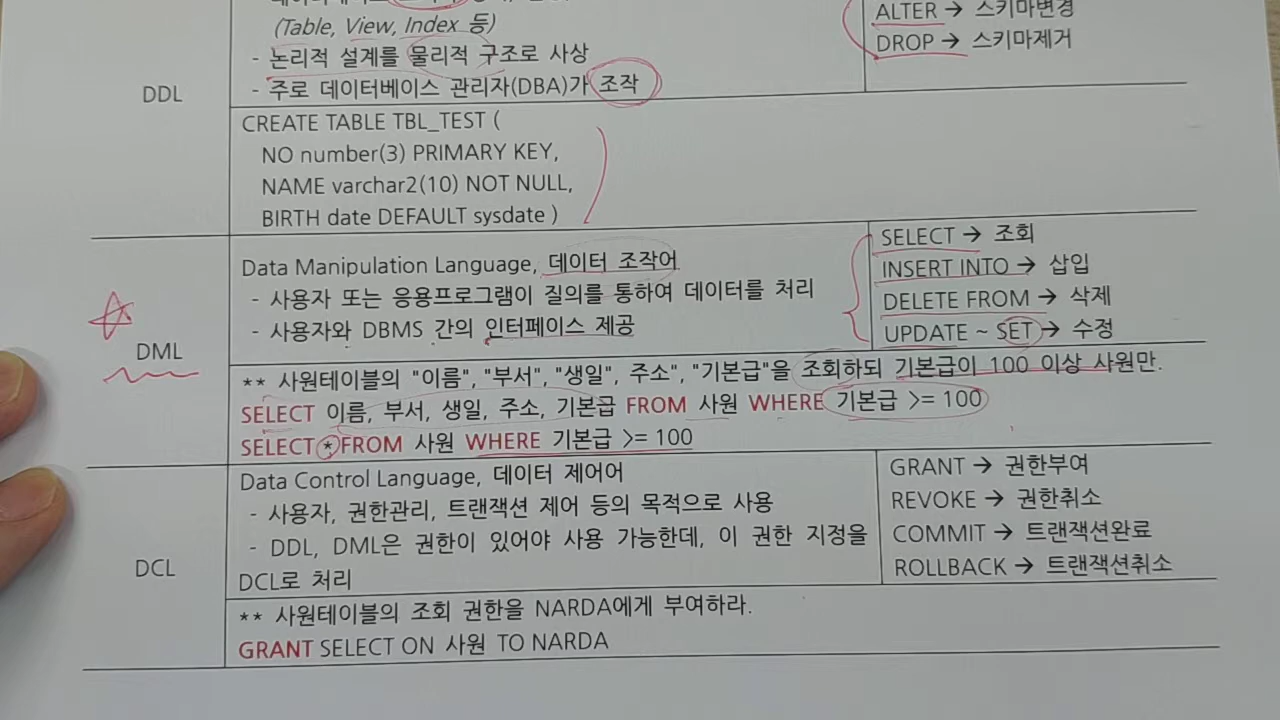 (Table, View, Index 등)
- 논리적 설계를 물리적 구조로 사상
- 주로 데이터베이스 관리자(DBA)가 조작
ALTER → 스키마변경
DROP → 스키마제거
DDL
CREATE TABLE TBL_TEST (
NO number(3) PRIMARY KEY,
NAME varchar2(10) NOT NULL,
BIRTH date DEFAULT sysdate )
DML
Data Manipulation Language, 데이터 조작어
- 사용자 또는 응용프로그램이 질의를 통하여 데이터를 처리
- 사용자와 DBMS 간의 인터페이스 제공
SELECT → 조회
INSERT INTO → 삽입
DELETE FROM → 삭제
UPDATE ~ SET → 수정
** 사원테이블의 "이름", "부서", "생일", 주소", "기본급"을 조회하되 기본급이 100 이상 사원만.
SELECT 이름, 부서, 생일, 주소, 기본급 FROM 사원 WHERE 기본급 >= 100
SELECT * FROM 사원 WHERE 기본급 >= 100
DCL
Data Control Language, 데이터 제어어
- 사용자, 권한관리, 트랜잭션 제어 등의 목적으로 사용
- DDL, DML은 권한이 있어야 사용 가능한데, 이 권한 지정을
DCL로 처리
GRANT → 권한부여
REVOKE → 권한취소
COMMIT → 트랜잭션완료
ROLLBACK → 트랜잭션취소
** 사원테이블의 조회 권한을 NARDA에게 부여하라.
GRANT SELECT ON 사원 TO NARDA